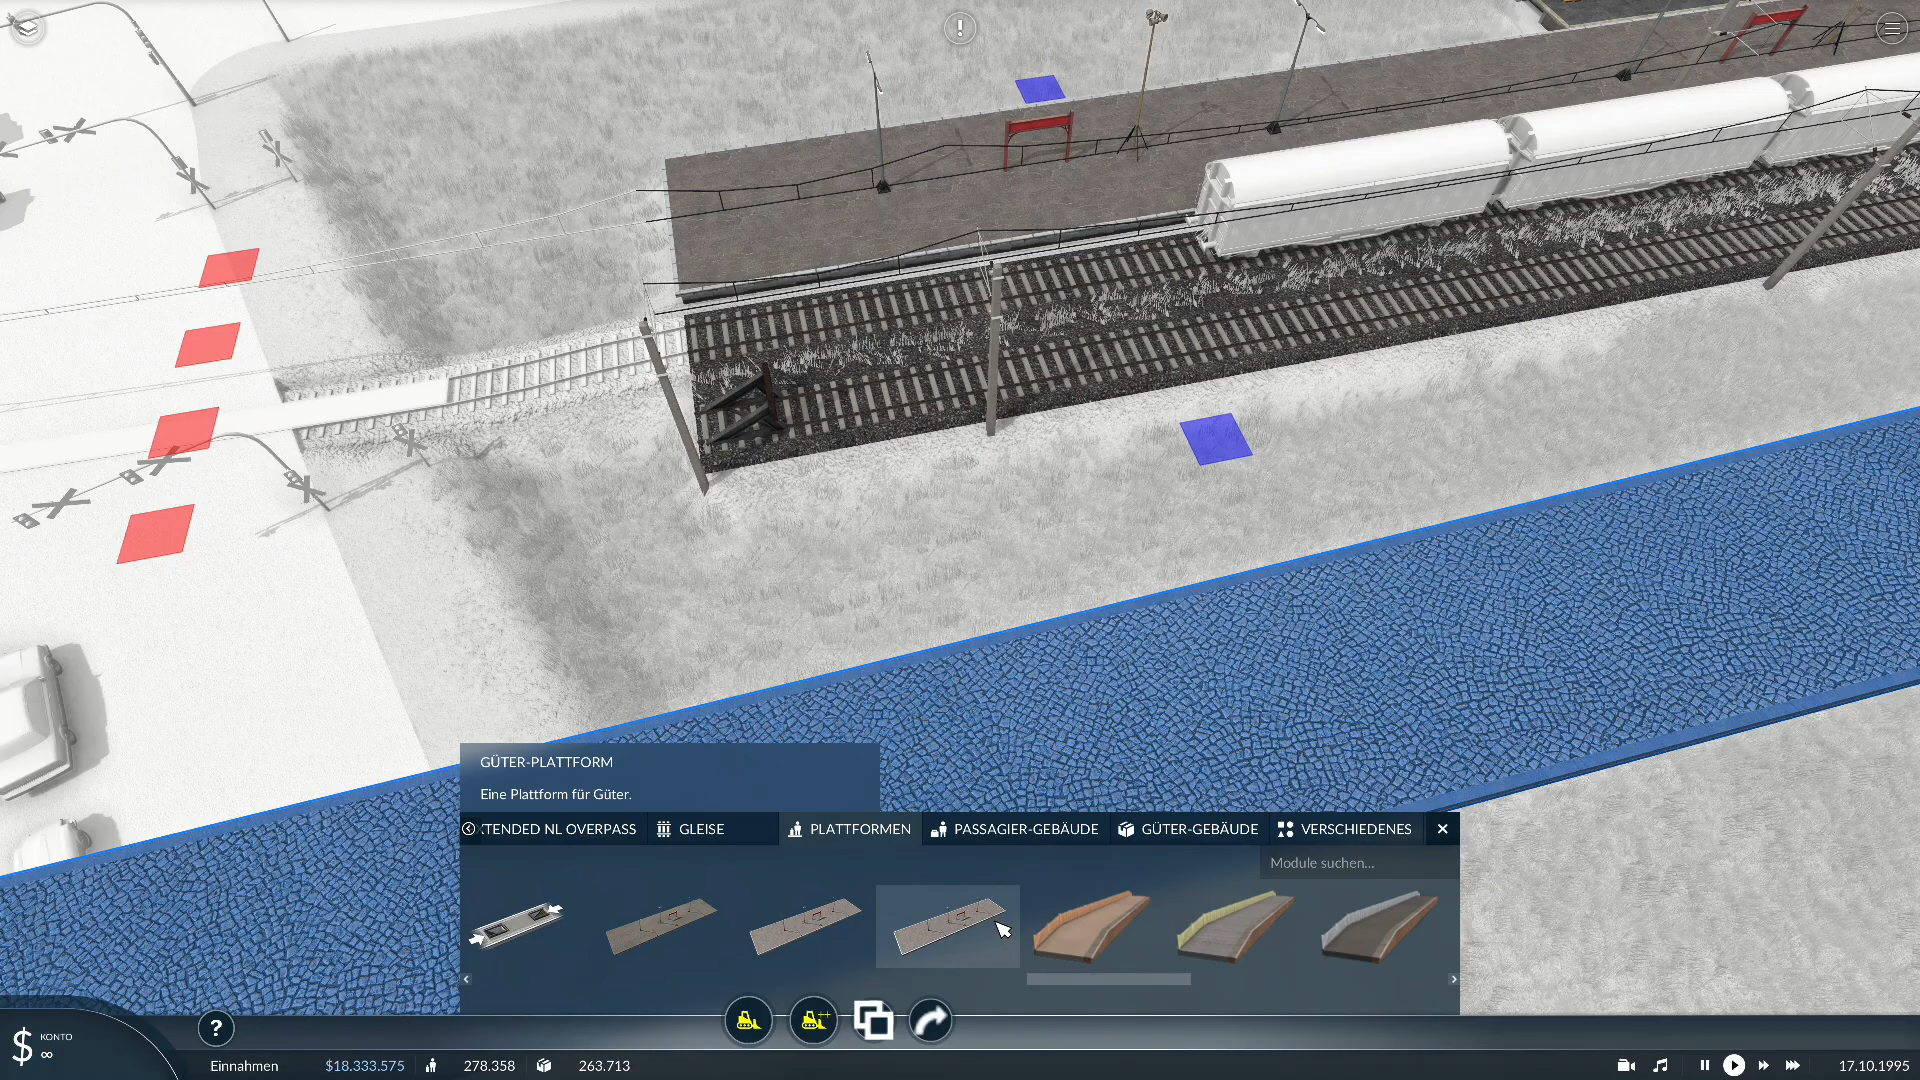 !
GÜTER-PLATTFORM
Eine Plattform für Güter.
XTENDED NL OVERPASS GLEISE PLATTFORMEN PASSAGIER-GEBÄUDE GÜTER-GEBÄUDE VERSCHIEDENES
Module suchen...
?
$ KONTO
∞
Einnahmen $18.333.575 278.358 263.713 17.10.1995